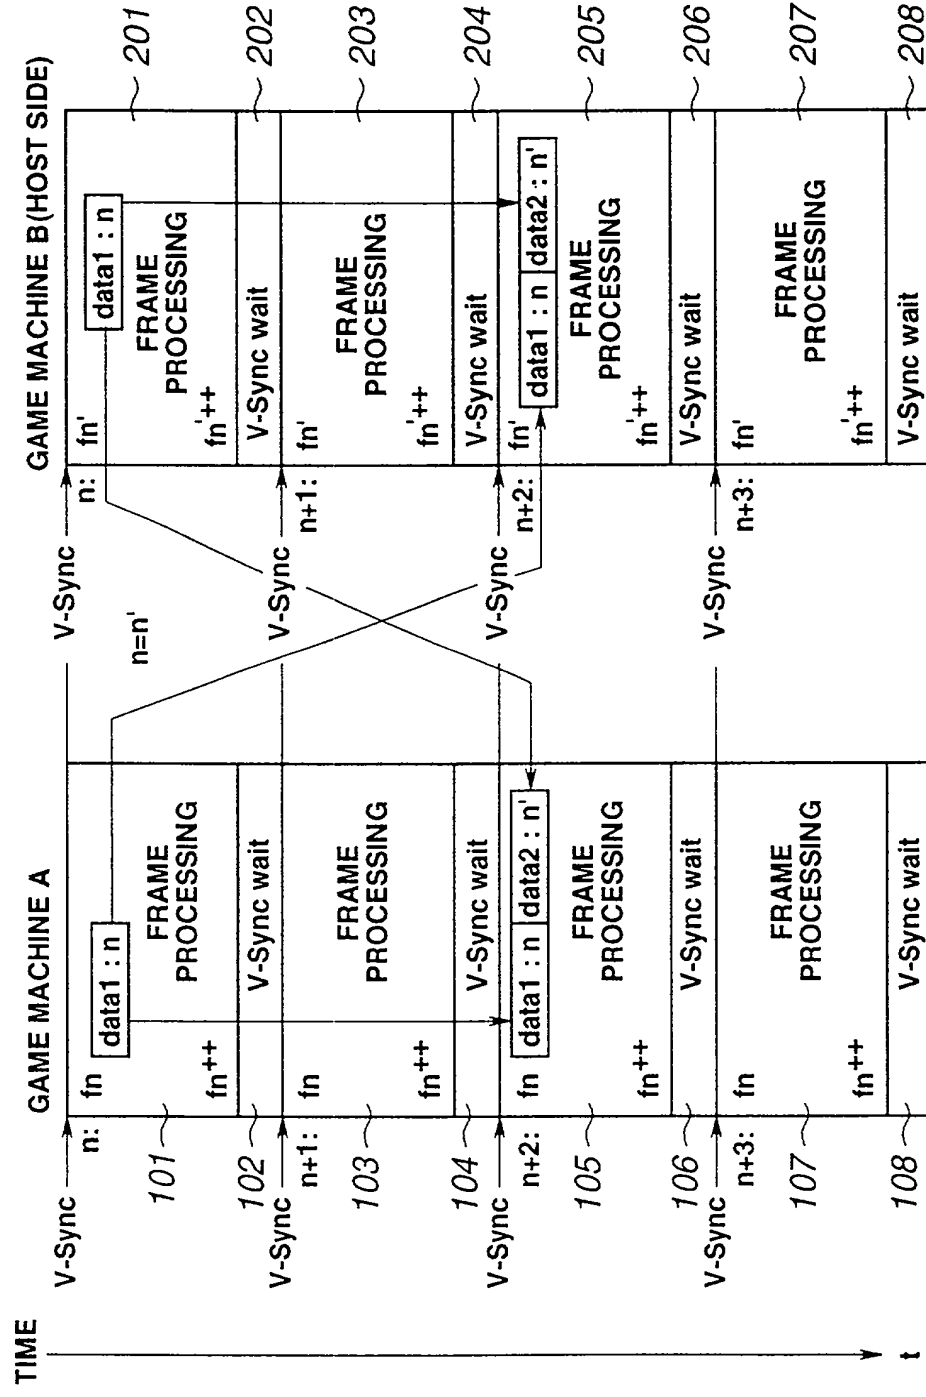 TIME
t
GAME MACHINE A
V-Sync
n:
fn
data1 : n
FRAME
PROCESSING
fn++
101
V-Sync wait
102
V-Sync
n+1:
fn
FRAME
PROCESSING
fn++
103
V-Sync wait
104
V-Sync
n+2:
fn
data1 : n
data2 : n'
FRAME
PROCESSING
fn++
105
V-Sync wait
106
V-Sync
n+3:
fn
FRAME
PROCESSING
fn++
107
V-Sync wait
108
n=n'
GAME MACHINE B(HOST SIDE)
V-Sync
n:
fn'
data1 : n
FRAME
PROCESSING
fn'++
201
V-Sync wait
202
V-Sync
n+1:
fn'
FRAME
PROCESSING
fn'++
203
V-Sync wait
204
V-Sync
n+2:
fn'
data1 : n
data2 : n'
FRAME
PROCESSING
fn'++
205
V-Sync wait
206
V-Sync
n+3:
fn'
FRAME
PROCESSING
fn'++
207
V-Sync wait
208